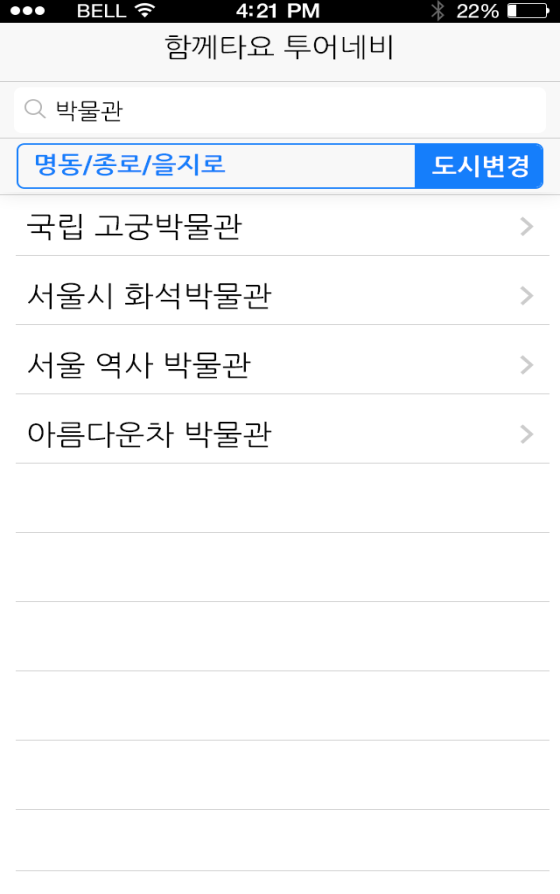 BELL 4:21 PM 22%
함께타요 투어네비
박물관
명동/종로/을지로 도시변경
국립 고궁박물관
서울시 화석박물관
서울 역사 박물관
아름다운차 박물관